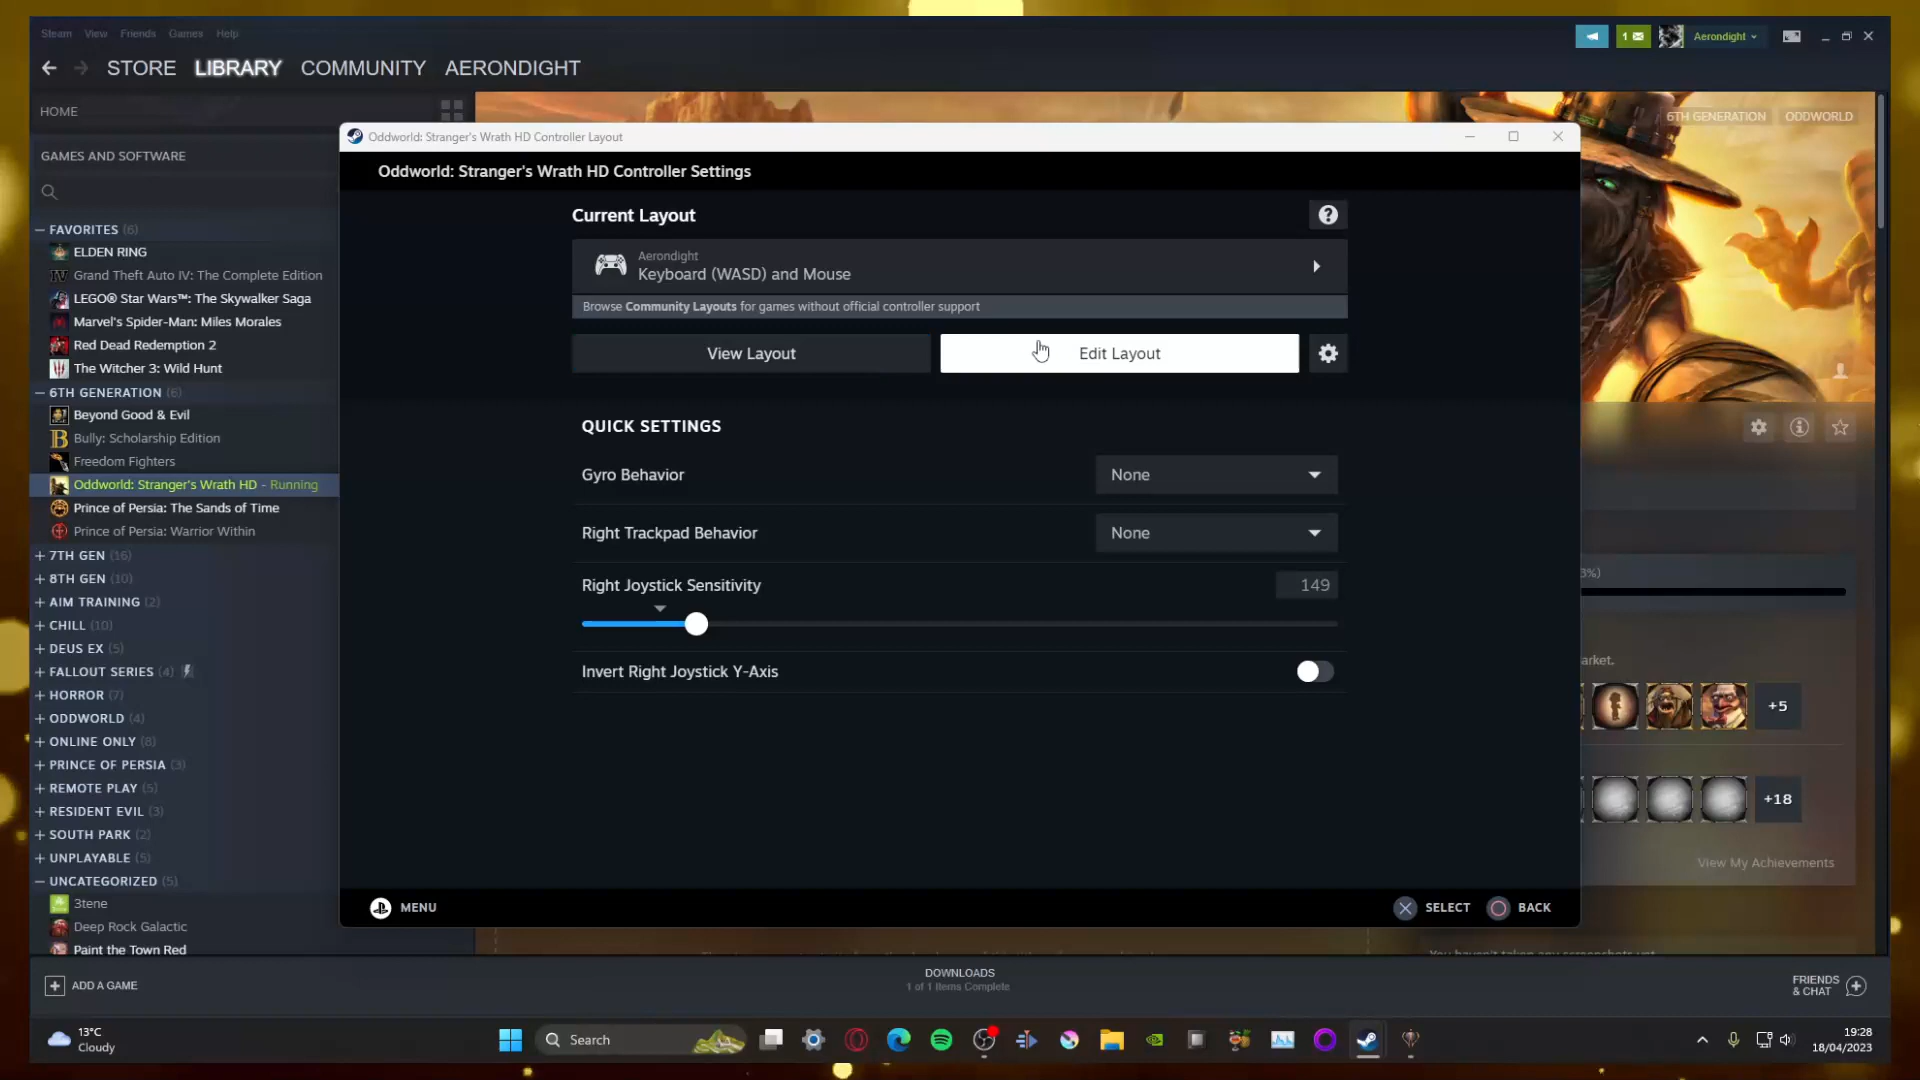 Steam View Friends Games Help
1
Aerondight
STORE LIBRARY COMMUNITY AERONDIGHT
HOME
6TH GENERATION ODDWORLD
Oddworld: Stranger's Wrath HD Controller Layout
GAMES AND SOFTWARE
Oddworld: Stranger's Wrath HD Controller Settings
FAVORITES (6)
ELDEN RING
Grand Theft Auto IV: The Complete Edition
LEGO® Star Wars™: The Skywalker Saga
Marvel's Spider-Man: Miles Morales
Red Dead Redemption 2
The Witcher 3: Wild Hunt
6TH GENERATION (6)
Beyond Good & Evil
Bully: Scholarship Edition
Freedom Fighters
Oddworld: Stranger's Wrath HD - Running
Prince of Persia: The Sands of Time
Prince of Persia: Warrior Within
7TH GEN (16)
8TH GEN (10)
AIM TRAINING (2)
CHILL (10)
DEUS EX (5)
FALLOUT SERIES (4)
HORROR (7)
ODDWORLD (4)
ONLINE ONLY (8)
PRINCE OF PERSIA (3)
REMOTE PLAY (5)
RESIDENT EVIL (3)
SOUTH PARK (2)
UNPLAYABLE (5)
UNCATEGORIZED (5)
3tene
Deep Rock Galactic
Paint the Town Red
Current Layout
?
Aerondight
Keyboard (WASD) and Mouse
Browse Community Layouts for games without official controller support
View Layout
Edit Layout
QUICK SETTINGS
Gyro Behavior
None
Right Trackpad Behavior
None
Right Joystick Sensitivity
149
Invert Right Joystick Y-Axis
MENU
SELECT
BACK
3%)
arket.
+5
+18
View My Achievements
ADD A GAME
DOWNLOADS
1 of 1 Items Complete
FRIENDS
& CHAT
13°C
Cloudy
Search
19:28
18/04/2023